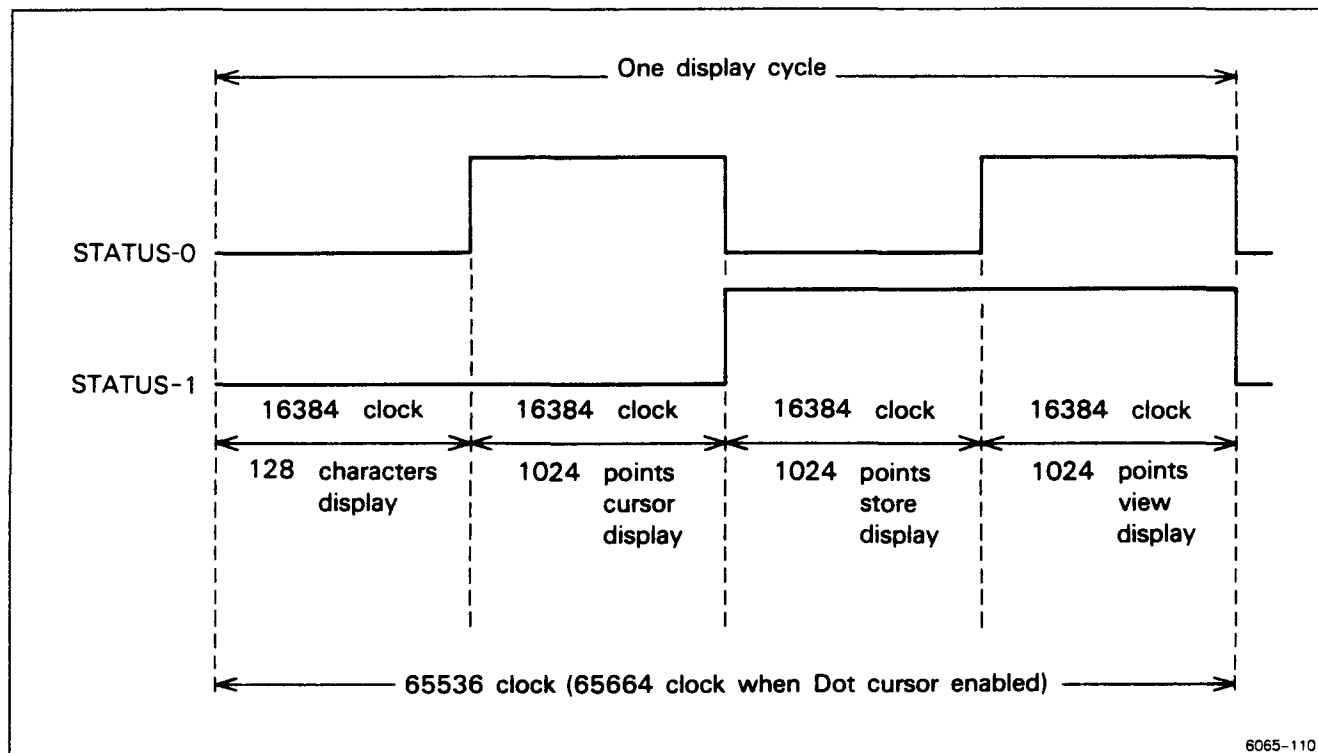 One display cycle
STATUS-0
STATUS-1
16384 clock
16384 clock
16384 clock
16384 clock
128 characters
display
1024 points
cursor
display
1024 points
store
display
1024 points
view
display
65536 clock (65664 clock when Dot cursor enabled)
6065-110